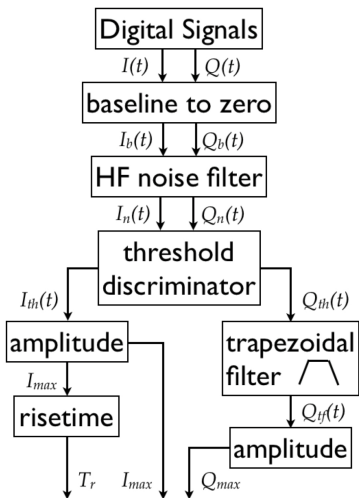 Digital Signals
I(t) Q(t)
baseline to zero
I_b(t) Q_b(t)
HF noise filter
I_n(t) Q_n(t)
threshold
discriminator
I_th(t) Q_th(t)
amplitude
trapezoidal
filter
I_max
Q_tf(t)
risetime
amplitude
T_r I_max Q_max